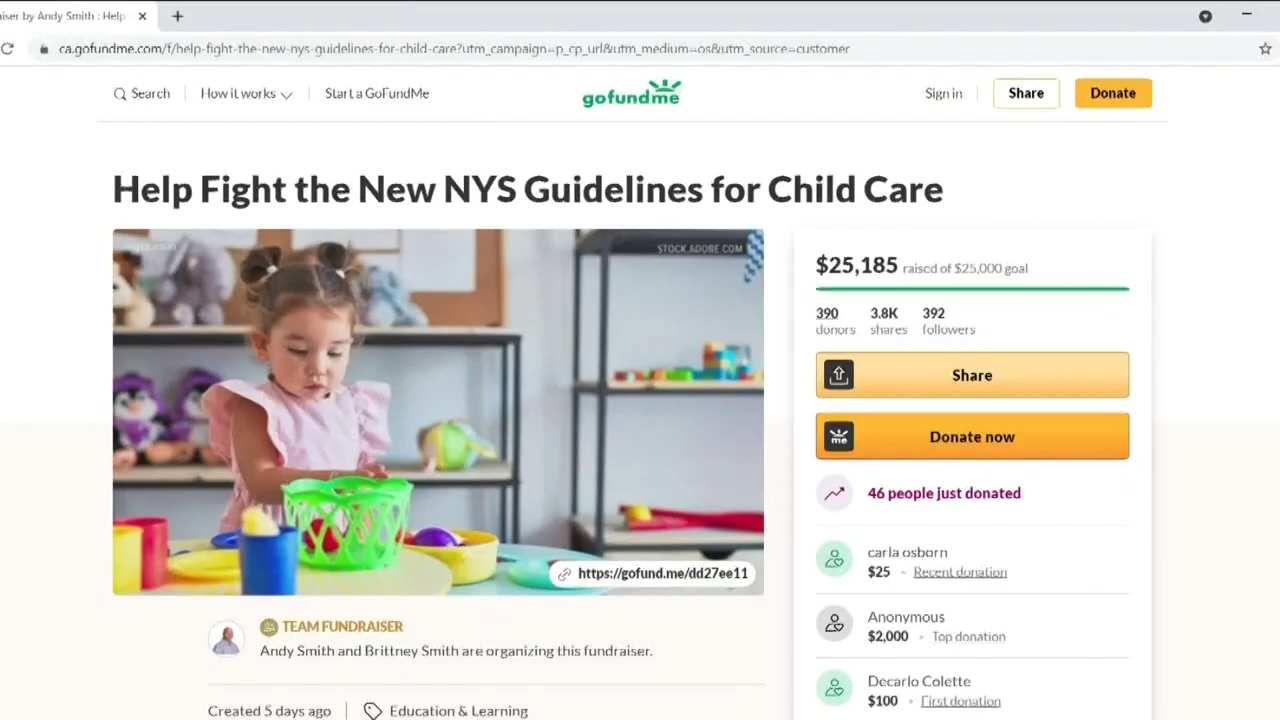 iser by Andy Smith : Help
ca.gofundme.com/f/help-fight-the-new-nys-guidelines-for-child-care?utm_campaign=p_cp_url&utm_medium=os&utm_source=customer
Search
How it works
Start a GoFundMe
gofundme
Sign in
Share
Donate
Help Fight the New NYS Guidelines for Child Care
STOCK.ADOBE.COM
https://gofund.me/dd27ee11
TEAM FUNDRAISER
Andy Smith and Brittney Smith are organizing this fundraiser.
Created 5 days ago
Education & Learning
$25,185 raised of $25,000 goal
390 3.8K 392
donors shares followers
Share
me
Donate now
46 people just donated
carla osborn
$25 • Recent donation
Anonymous
$2,000 • Top donation
Decarlo Colette
$100 • First donation